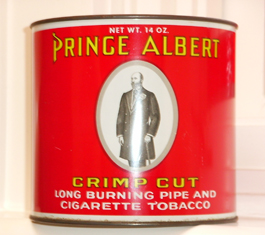 NET WT. 14 OZ.
PRINCE ALBERT
CRIMP CUT
LONG BURNING PIPE AND
CIGARETTE TOBACCO